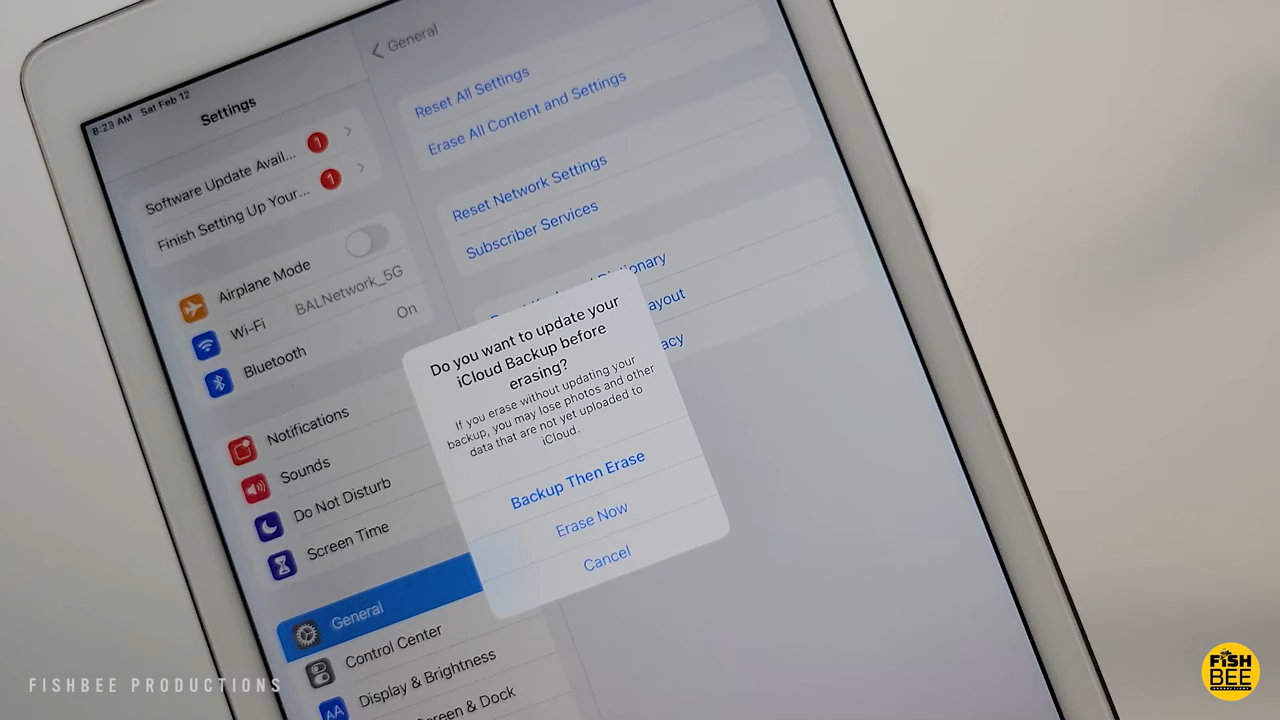 8:23 AM Sat Feb 12
Settings
Software Update Avail... 1
Finish Setting Up Your... 1
Airplane Mode
Wi-Fi BALNetwork_5G
Bluetooth On
Notifications
Sounds
Do Not Disturb
Screen Time
General
Control Center
Display & Brightness
& Dock
General
Reset All Settings
Erase All Content and Settings
Reset Network Settings
Subscriber Services
Do you want to update your
iCloud Backup before
erasing?
If you erase without updating your
backup, you may lose photos and other
data that are not yet uploaded to
iCloud.
Backup Then Erase
Erase Now
Cancel
FISHBEE PRODUCTIONS
FISH
BEE